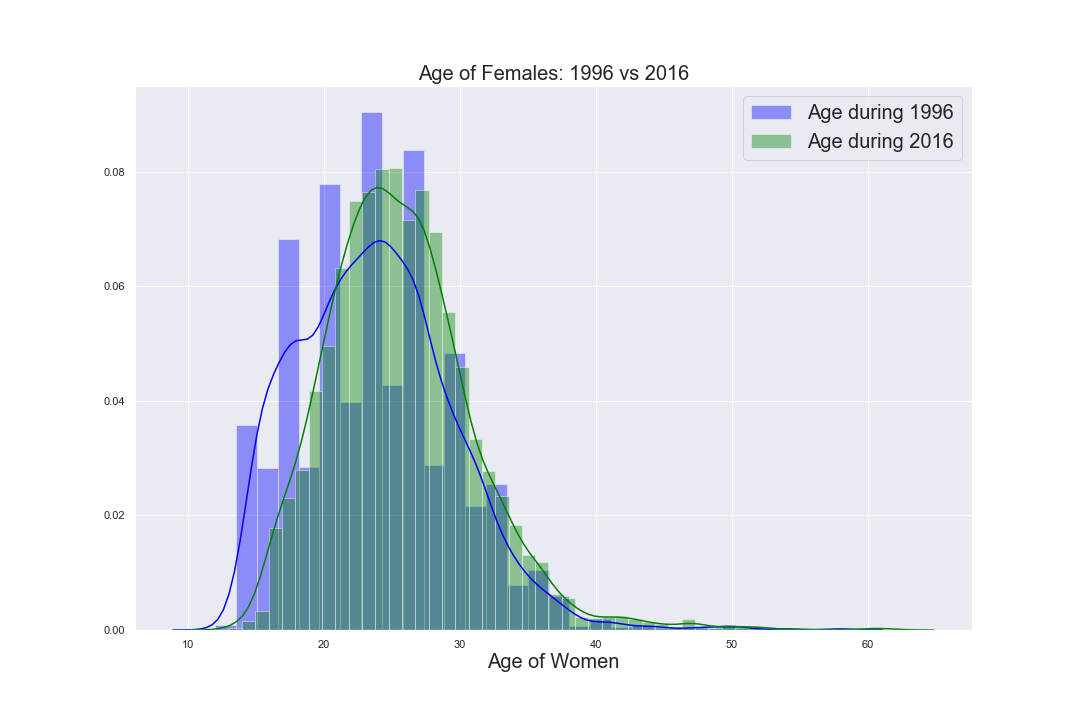 Age of Females: 1996 vs 2016
Age during 1996
Age during 2016
0.08
0.06
0.04
0.02
0.00
10 20 30 40 50 60
Age of Women